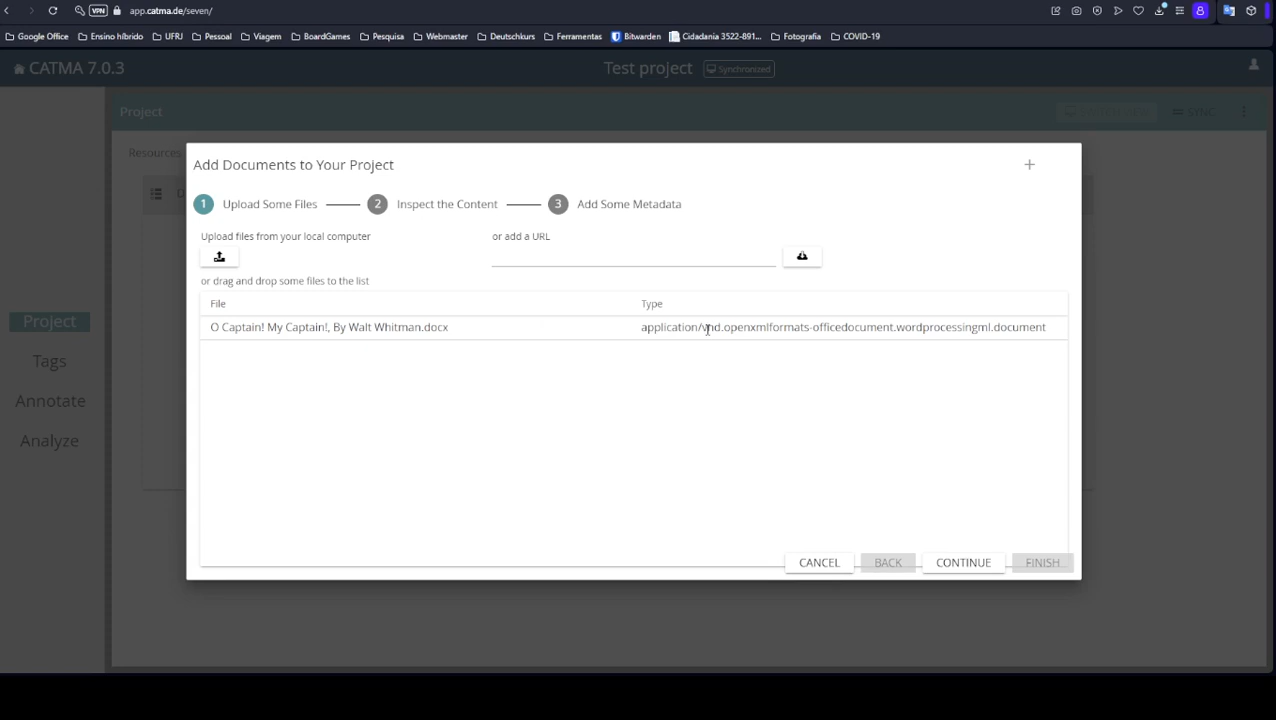 app.catma.de/seven/
VPN
Google Office Ensino híbrido UFRJ Pessoal Viagem BoardGames Pesquisa Webmaster Deutschkurs Ferramentas Bitwarden Cidadania 3522-891... Fotografia COVID-19
CATMA 7.0.3 Test project Synchronized
Project SYNC
Resources
Add Documents to Your Project
1 Upload Some Files 2 Inspect the Content 3 Add Some Metadata
Upload files from your local computer or add a URL
or drag and drop some files to the list
File Type
O Captain! My Captain!, By Walt Whitman.docx application/vnd.openxmlformats-officedocument.wordprocessingml.document
Project
Tags
Annotate
Analyze
CANCEL BACK CONTINUE FINISH